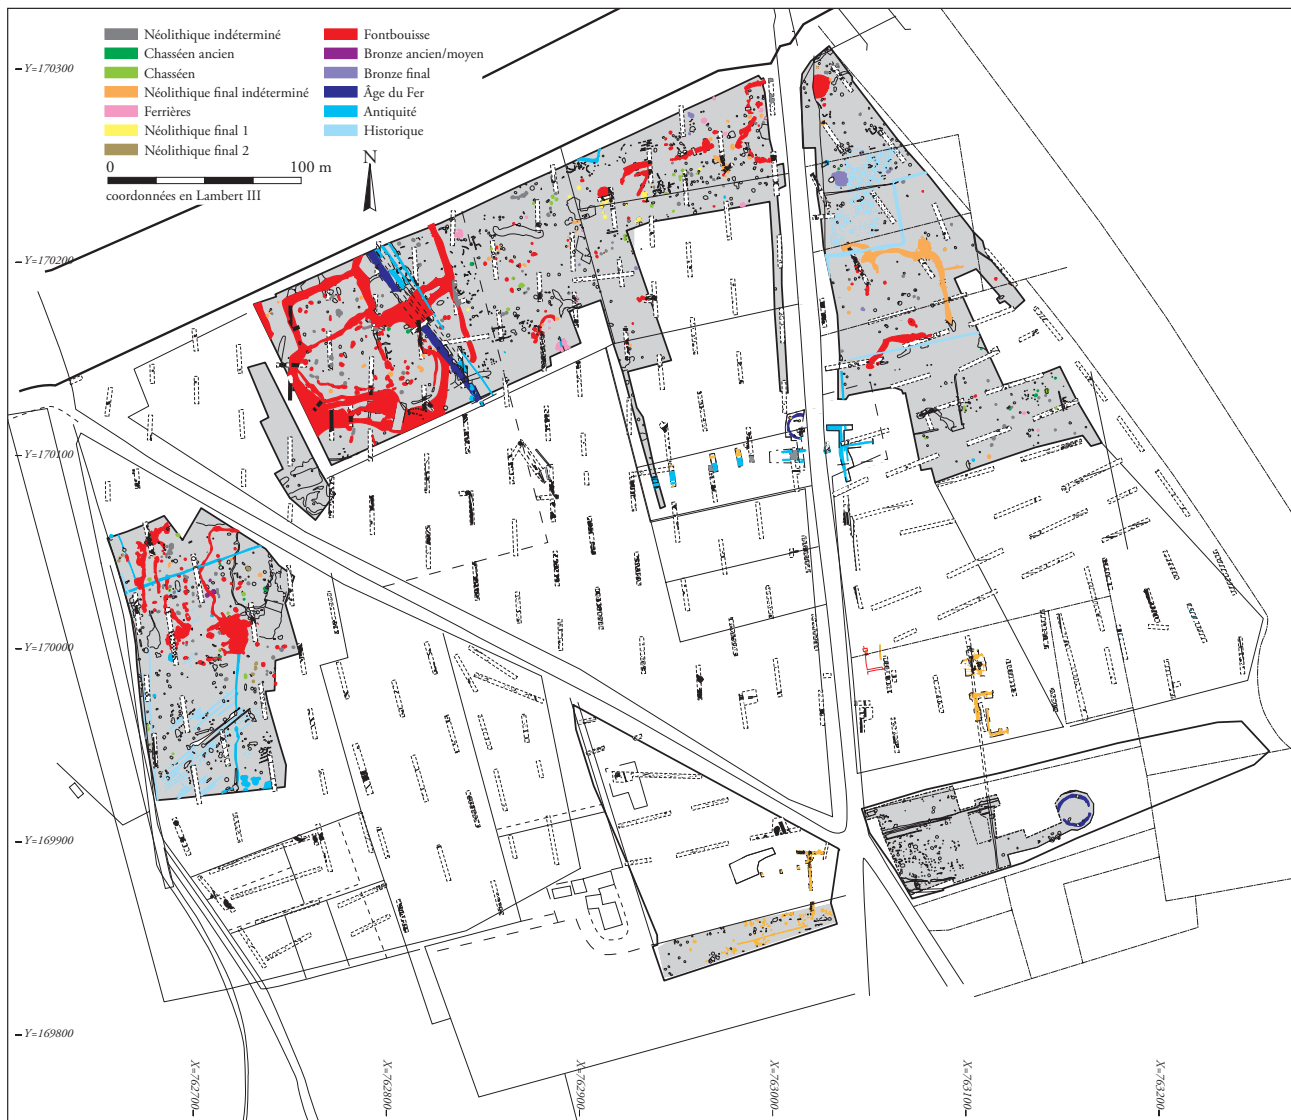 Néolithique indéterminé
Chasséen ancien
Chasséen
Néolithique final indéterminé
Ferrières
Néolithique final 1
Néolithique final 2
Fontbouisse
Bronze ancien/moyen
Bronze final
Âge du Fer
Antiquité
Historique
0 100 m
coordonnées en Lambert III
N
Y=170300
Y=170200
Y=170100
Y=170000
Y=169900
Y=169800
X=762700
X=762800
X=762900
X=763000
X=763100
X=763200